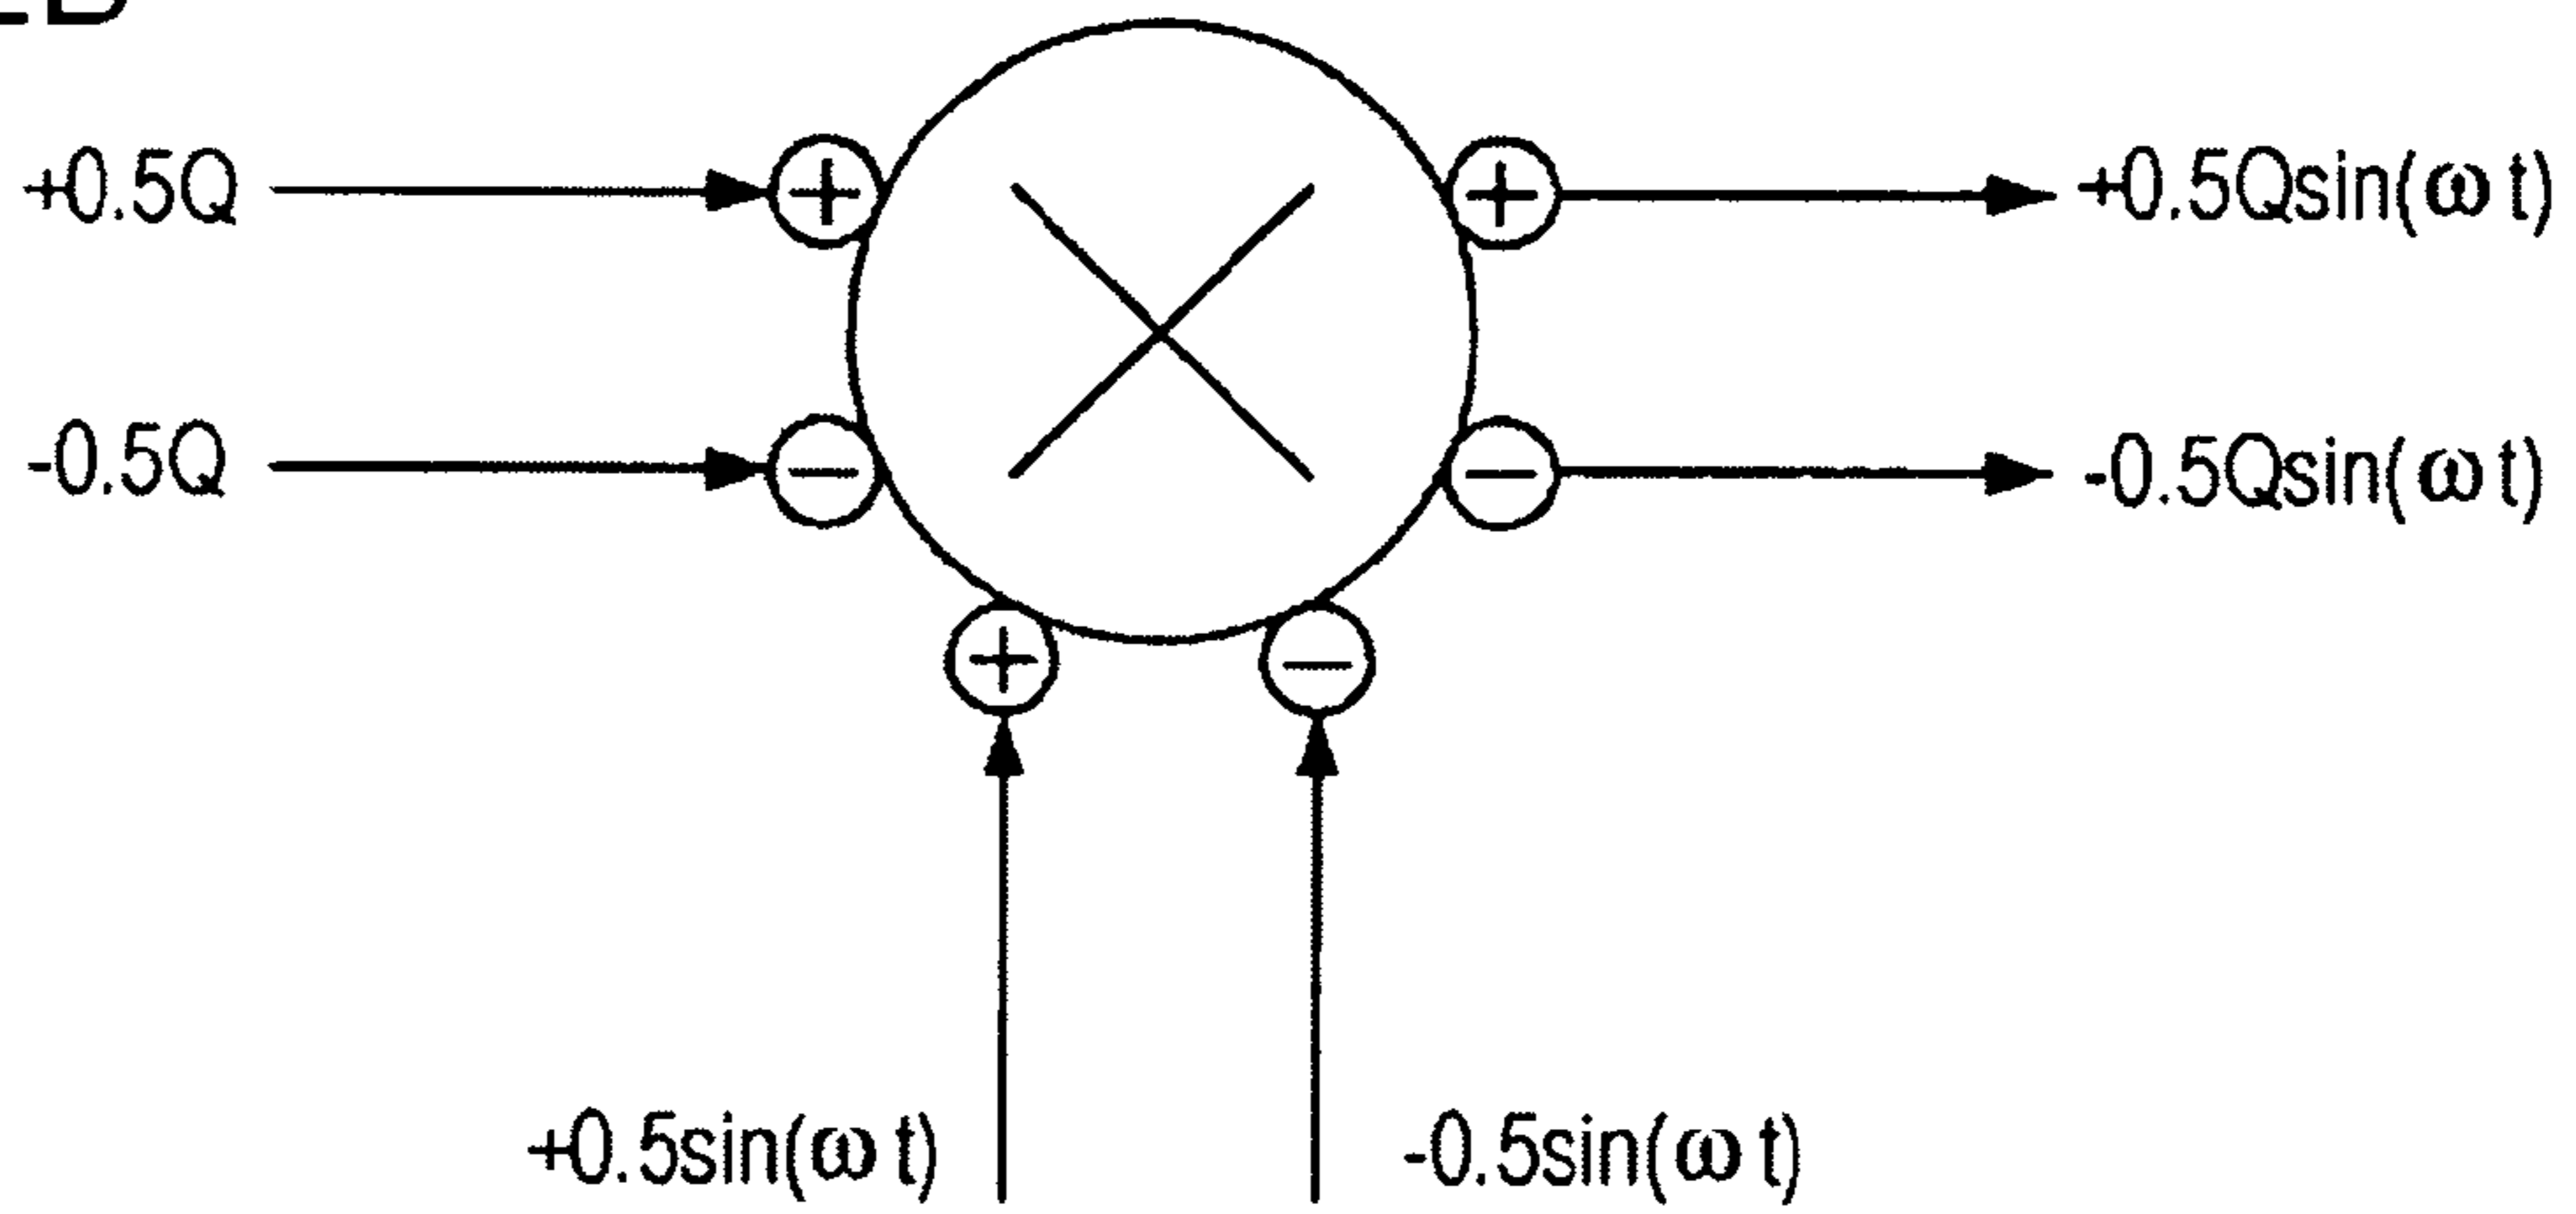 +0.5Q
+0.5Qsin(ω t)
-0.5Q
-0.5Qsin(ω t)
+0.5sin(ω t)
-0.5sin(ω t)